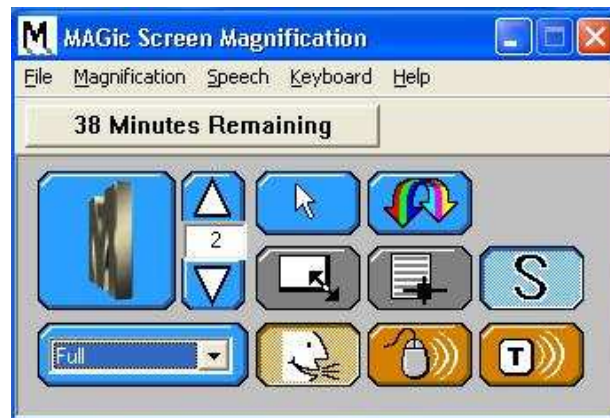 M MAGic Screen Magnification
File Magnification Speech Keyboard Help
38 Minutes Remaining
2
S
Full
T